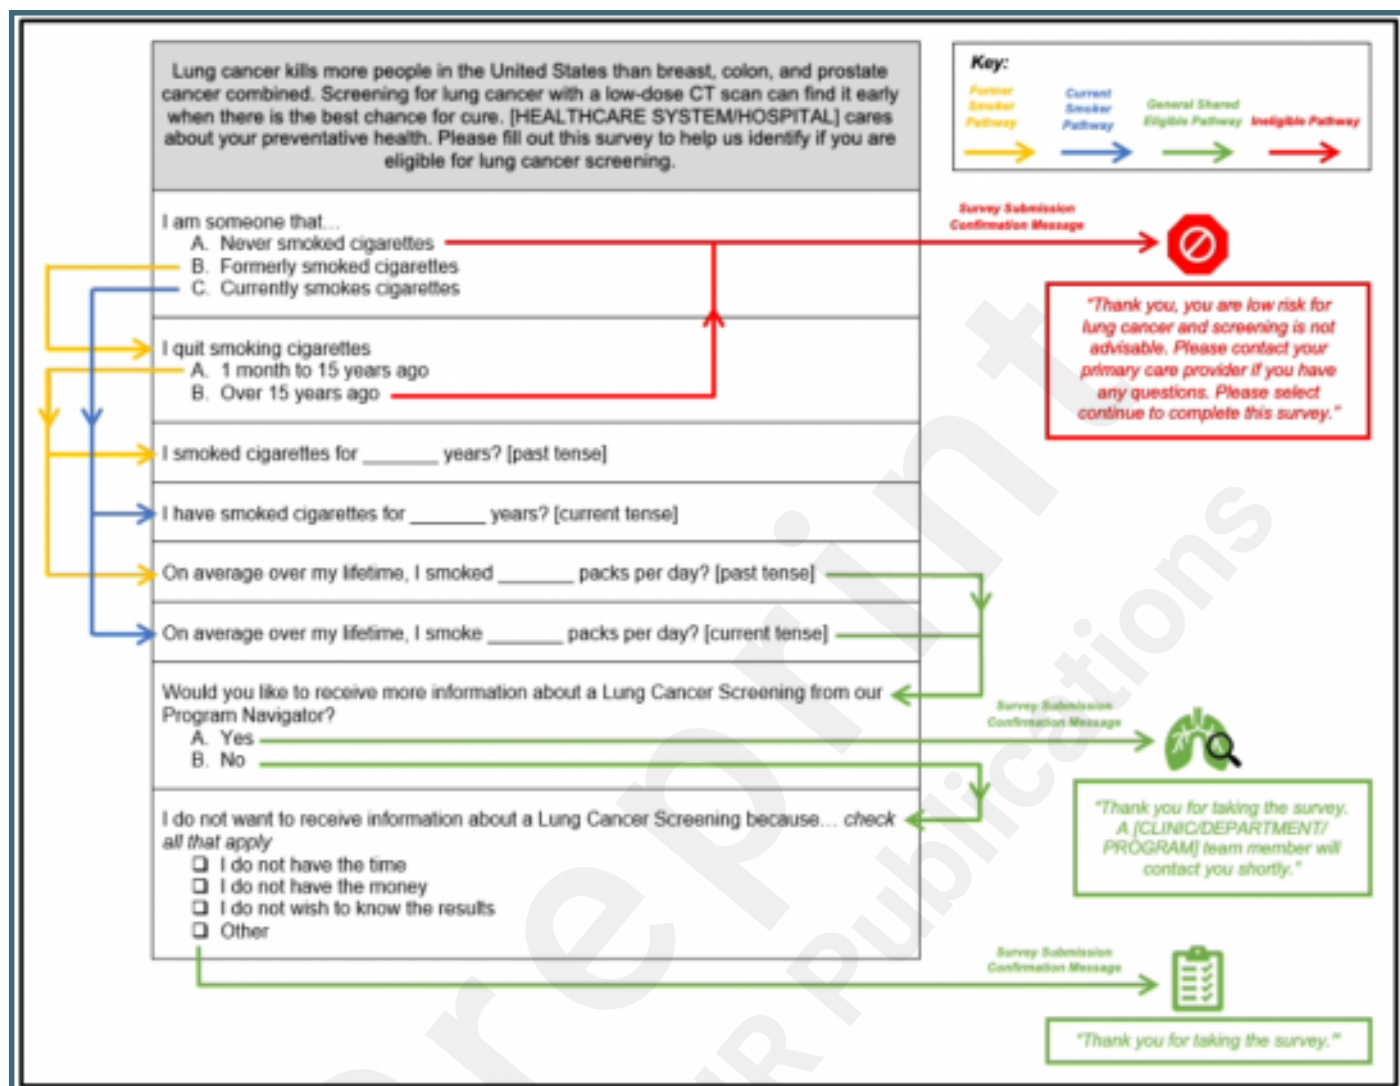 Lung cancer kills more people in the United States than breast, colon, and prostate
cancer combined. Screening for lung cancer with a low-dose CT scan can find it early
when there is the best chance for cure. [HEALTHCARE SYSTEM/HOSPITAL] cares
about your preventative health. Please fill out this survey to help us identify if you are
eligible for lung cancer screening.
Key:
Former
Smoker
Pathway
Current
Smoker
Pathway
General Shared
Eligible Pathway
Ineligible Pathway
I am someone that...
A. Never smoked cigarettes
B. Formerly smoked cigarettes
C. Currently smokes cigarettes
Survey Submission
Confirmation Message
"Thank you, you are low risk for
lung cancer and screening is not
advisable. Please contact your
primary care provider if you have
any questions. Please select
continue to complete this survey."
I quit smoking cigarettes
A. 1 month to 15 years ago
B. Over 15 years ago
I smoked cigarettes for _______ years? [past tense]
I have smoked cigarettes for _______ years? [current tense]
On average over my lifetime, I smoked _______ packs per day? [past tense]
On average over my lifetime, I smoke _______ packs per day? [current tense]
Would you like to receive more information about a Lung Cancer Screening from our
Program Navigator?
A. Yes
B. No
Survey Submission
Confirmation Message
"Thank you for taking the survey.
A [CLINIC/DEPARTMENT/
PROGRAM] team member will
contact you shortly."
I do not want to receive information about a Lung Cancer Screening because... check
all that apply
❑ I do not have the time
❑ I do not have the money
❑ I do not wish to know the results
❑ Other
Survey Submission
Confirmation Message
"Thank you for taking the survey.""
reprint
Publications